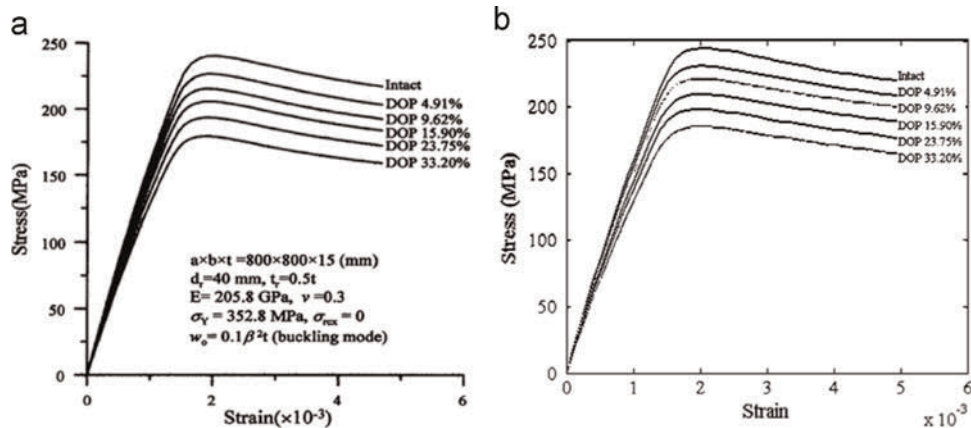 a
250
200
150
100
50
0
Stress(MPa)
0
2
4
6
Strain(×10⁻³)
Intact
DOP 4.91%
DOP 9.62%
DOP 15.90%
DOP 23.75%
DOP 33.20%
a×b×t =800×800×15 (mm)
dᵣ=40 mm, tᵣ=0.5t
E= 205.8 GPa, ν =0.3
σY = 352.8 MPa, σrex = 0
wₒ= 0.1β²t (buckling mode)
b
250
200
150
100
50
0
Stress (MPa)
0
1
2
3
4
5
6
Strain
x 10⁻³
Intact
DOP 4.91%
DOP 9.62%
DOP 15.90%
DOP 23.75%
DOP 33.20%